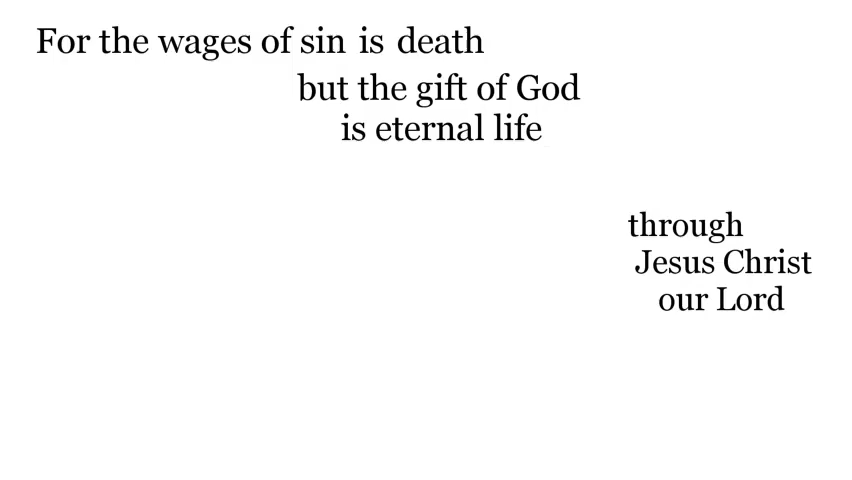 For the wages of sin is death
but the gift of God
is eternal life
through
Jesus Christ
our Lord